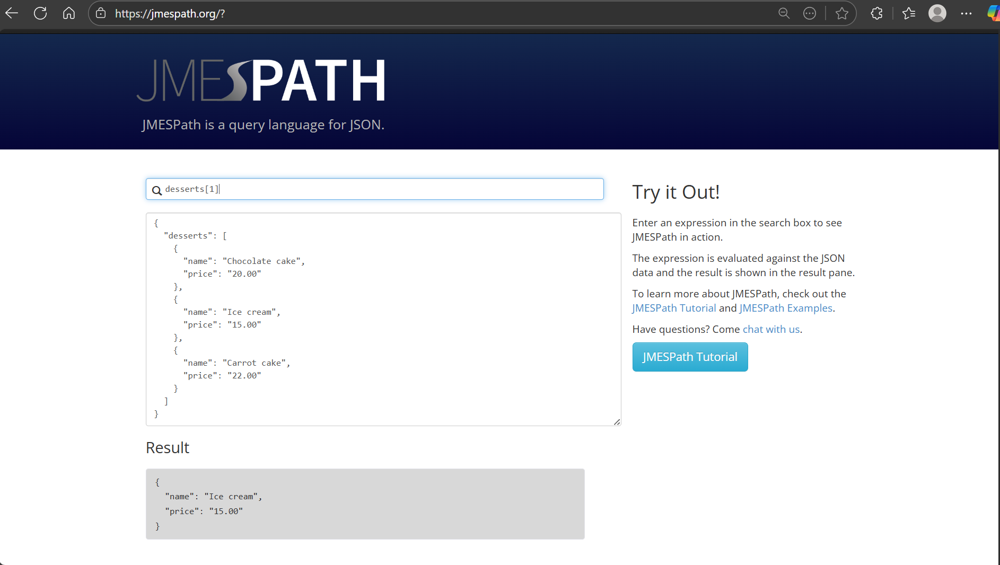 https://jmespath.org/?
JMESPATH
JMESPath is a query language for JSON.
desserts[1]
{
  "desserts": [
    {
      "name": "Chocolate cake",
      "price": "20.00"
    },
    {
      "name": "Ice cream",
      "price": "15.00"
    },
    {
      "name": "Carrot cake",
      "price": "22.00"
    }
  ]
}
Result
{
  "name": "Ice cream",
  "price": "15.00"
}
Try it Out!
Enter an expression in the search box to see
JMESPath in action.
The expression is evaluated against the JSON
data and the result is shown in the result pane.
To learn more about JMESPath, check out the
JMESPath Tutorial and JMESPath Examples.
Have questions? Come chat with us.
JMESPath Tutorial